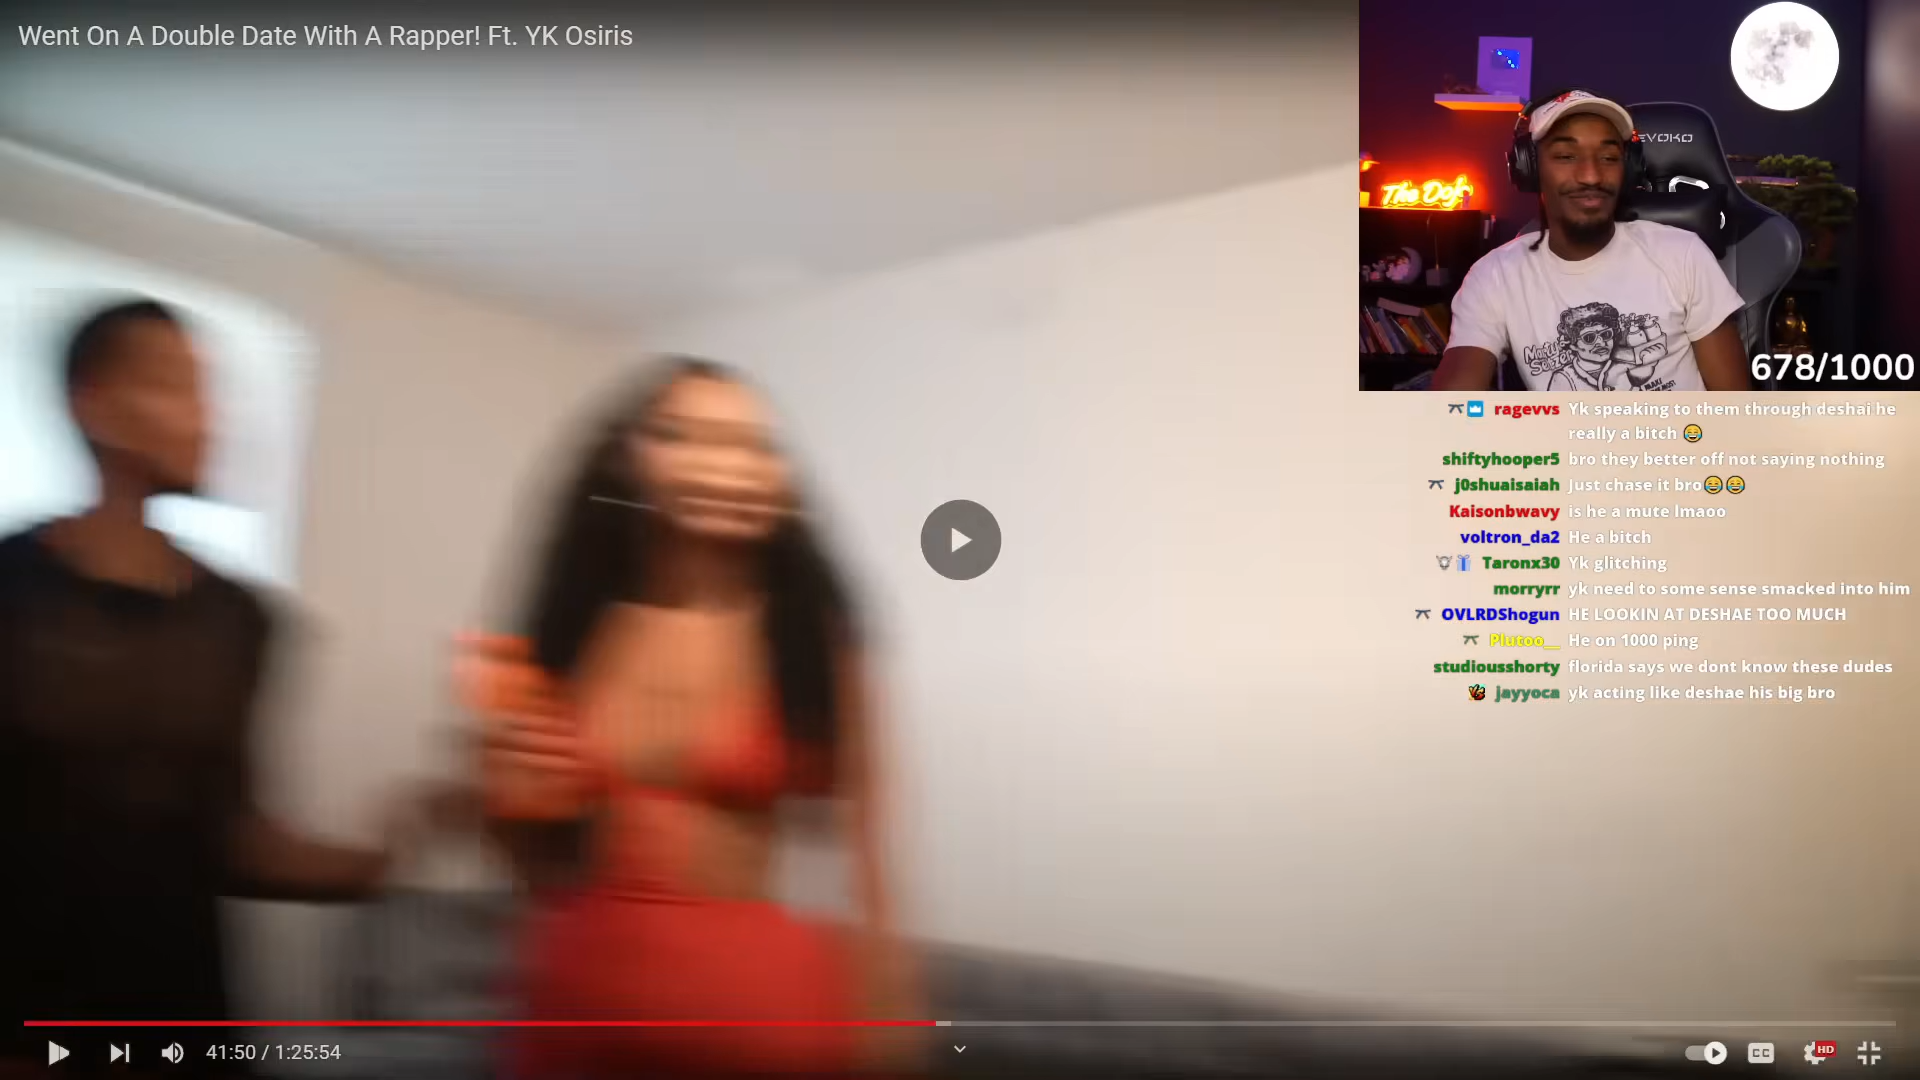 Went On A Double Date With A Rapper! Ft. YK Osiris
EVOKO
The Def
678/1000
ragevvs Yk speaking to them through deshai he
really a bitch 😂
shiftyhooper5 bro they better off not saying nothing
j0shuaisaiah Just chase it bro😂😂
Kaisonbwavy is he a mute lmaoo
voltron_da2 He a bitch
Taronx30 Yk glitching
morryrr yk need to some sense smacked into him
OVLRDShogun HE LOOKIN AT DESHAE TOO MUCH
Plutoo__ He on 1000 ping
studiousshorty florida says we dont know these dudes
jayyoca yk acting like deshae his big bro
41:50 / 1:25:54
CC
HD